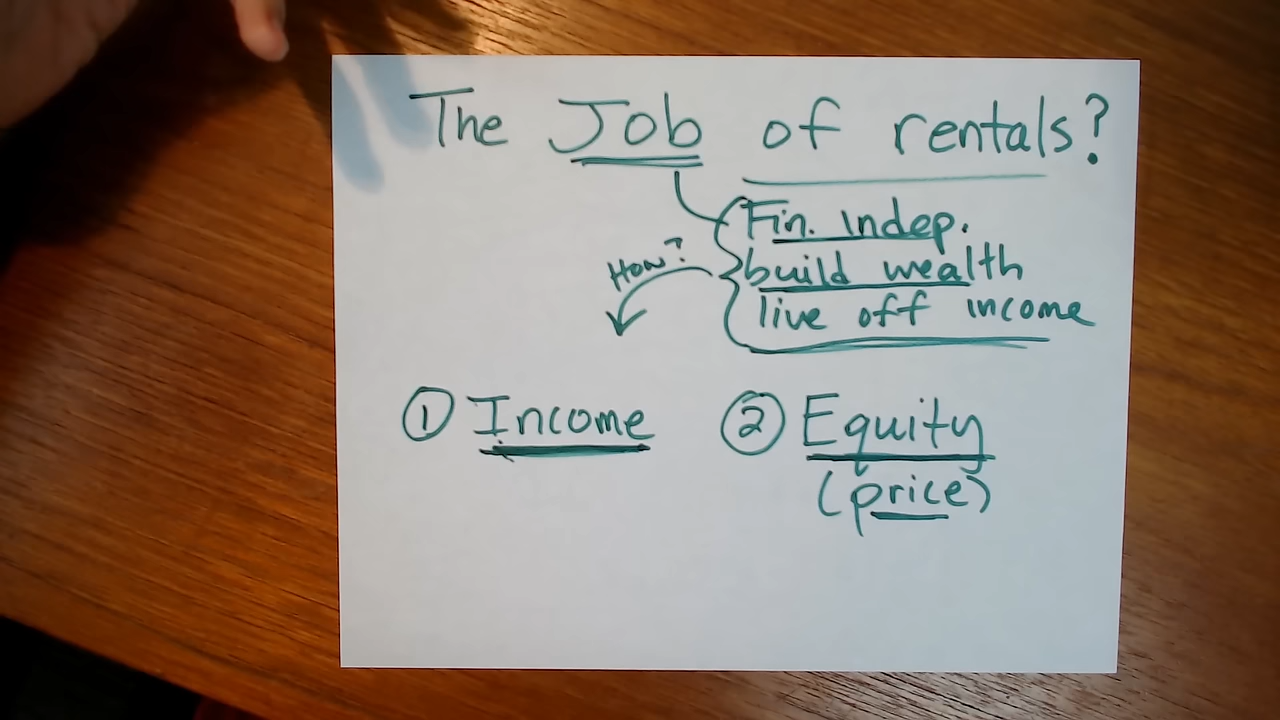 The Job of rentals?
Fin. Indep.
build wealth
live off income
How?
① Income
② Equity
(price)